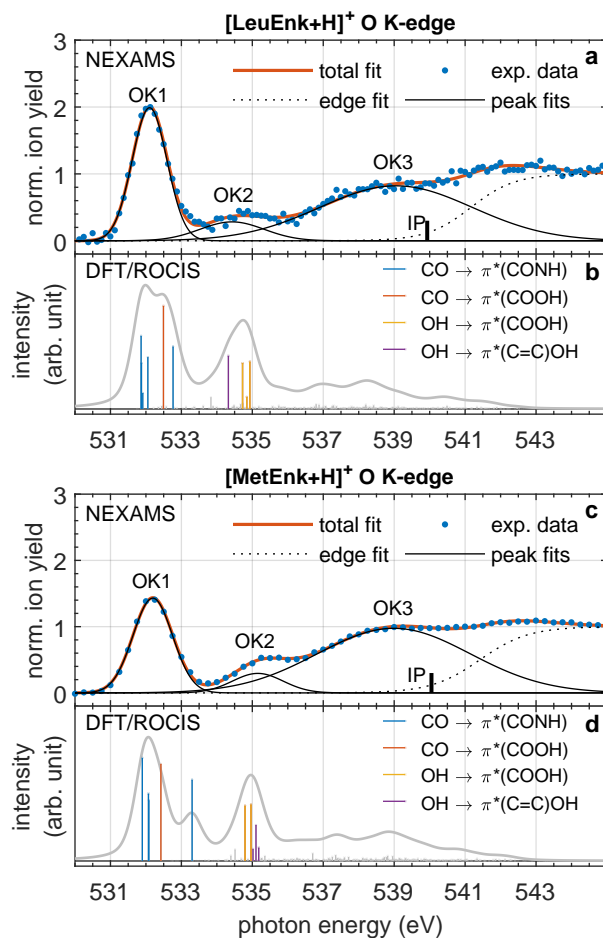 [LeuEnk+H]+ O K-edge
3
NEXAMS
a
total fit
exp. data
edge fit
peak fits
OK1
2
norm. ion yield
OK2
OK3
1
IP
0
DFT/ROCIS
b
CO → π*(CONH)
CO → π*(COOH)
OH → π*(COOH)
OH → π*(C=C)OH
intensity
(arb. unit)
531 533 535 537 539 541 543
[MetEnk+H]+ O K-edge
3
NEXAMS
c
total fit
exp. data
edge fit
peak fits
2
norm. ion yield
OK1
OK2
OK3
1
IP
0
DFT/ROCIS
d
CO → π*(CONH)
CO → π*(COOH)
OH → π*(COOH)
OH → π*(C=C)OH
intensity
(arb. unit)
531 533 535 537 539 541 543
photon energy (eV)